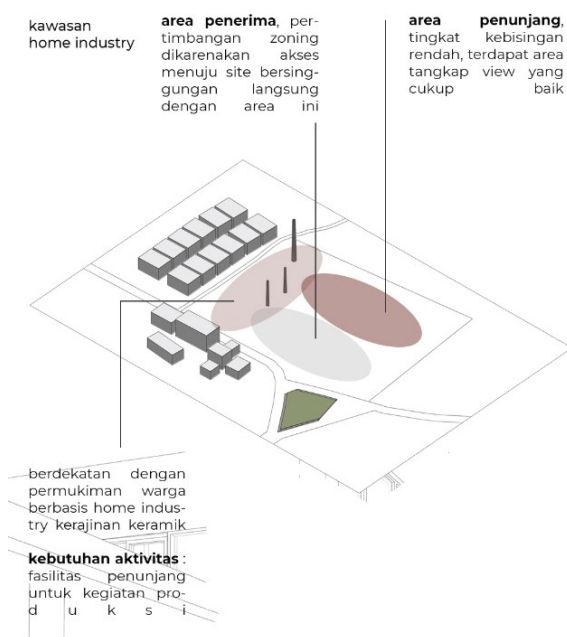 kawasan
home industry
area penerima, per-
timbangan zoning
dikarenakan akses
menuju site bersing-
gungan langsung
dengan area ini
area penunjang,
tingkat kebisingan
rendah, terdapat area
tangkap view yang
cukup baik
berdekatan dengan
permukiman warga
berbasis home indus-
try kerajinan keramik
kebutuhan aktivitas :
fasilitas penunjang
untuk kegiatan pro-
d u k s i